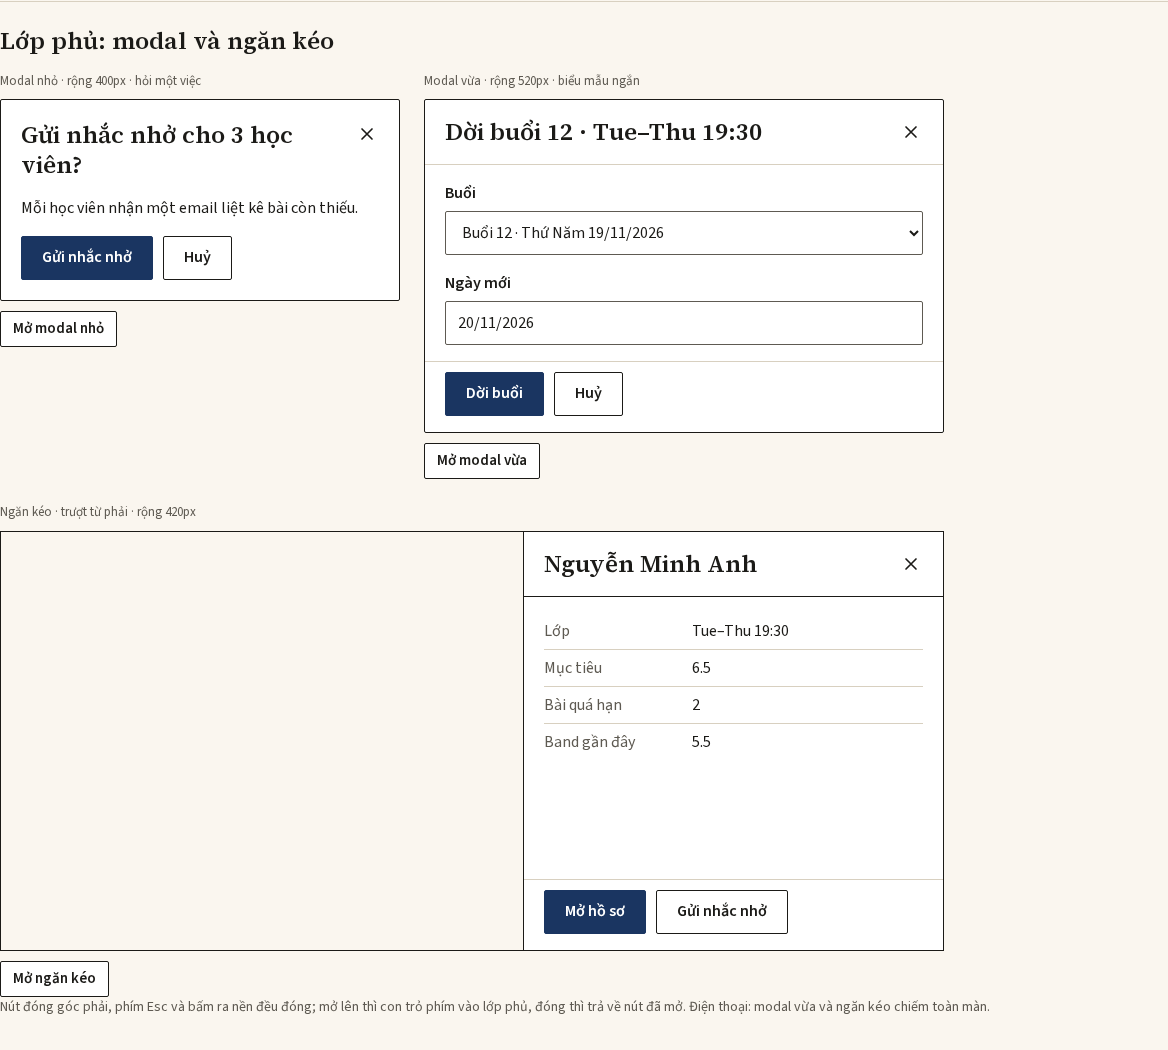 Lớp phủ: modal và ngăn kéo
Modal nhỏ · rộng 400px · hỏi một việc
Gửi nhắc nhở cho 3 học
viên?
Mỗi học viên nhận một email liệt kê bài còn thiếu.
Gửi nhắc nhở
Huỷ
Mở modal nhỏ
Modal vừa · rộng 520px · biểu mẫu ngắn
Dời buổi 12 · Tue–Thu 19:30
Buổi
Buổi 12 · Thứ Năm 19/11/2026
Ngày mới
20/11/2026
Dời buổi
Huỷ
Mở modal vừa
Ngăn kéo · trượt từ phải · rộng 420px
Nguyễn Minh Anh
Lớp Tue–Thu 19:30
Mục tiêu 6.5
Bài quá hạn 2
Band gần đây 5.5
Mở hồ sơ
Gửi nhắc nhở
Mở ngăn kéo
Nút đóng góc phải, phím Esc và bấm ra nền đều đóng; mở lên thì con trỏ phím vào lớp phủ, đóng thì trả về nút đã mở. Điện thoại: modal vừa và ngăn kéo chiếm toàn màn.